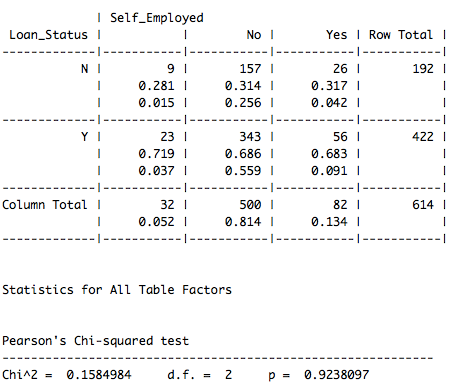 | Self_Employed
 Loan_Status |           |        No |       Yes | Row Total |
-------------|-----------|-----------|-----------|-----------|
           N |         9 |       157 |        26 |       192 |
             |     0.281 |     0.314 |     0.317 |           |
             |     0.015 |     0.256 |     0.042 |           |
-------------|-----------|-----------|-----------|-----------|
           Y |        23 |       343 |        56 |       422 |
             |     0.719 |     0.686 |     0.683 |           |
             |     0.037 |     0.559 |     0.091 |           |
-------------|-----------|-----------|-----------|-----------|
Column Total |        32 |       500 |        82 |       614 |
             |     0.052 |     0.814 |     0.134 |           |
-------------|-----------|-----------|-----------|-----------|
Statistics for All Table Factors
Pearson's Chi-squared test
------------------------------------------------------------
Chi^2 =  0.1584984     d.f. =  2     p =  0.9238097